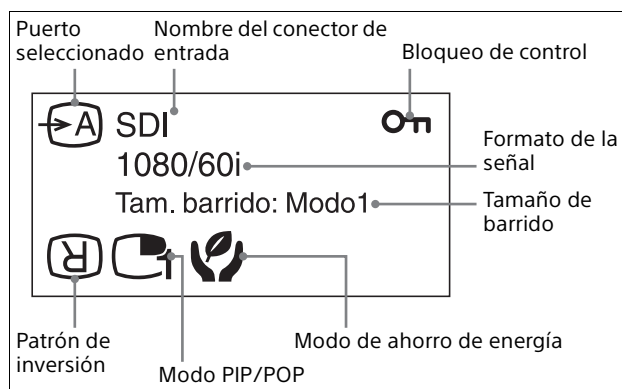 Puerto
seleccionado
Nombre del conector de
entrada
Bloqueo de control
A SDI
1080/60i
Tam. barrido: Modo1
Formato de la
señal
Tamaño de
barrido
R 1
Patrón de
inversión
Modo PIP/POP
Modo de ahorro de energía